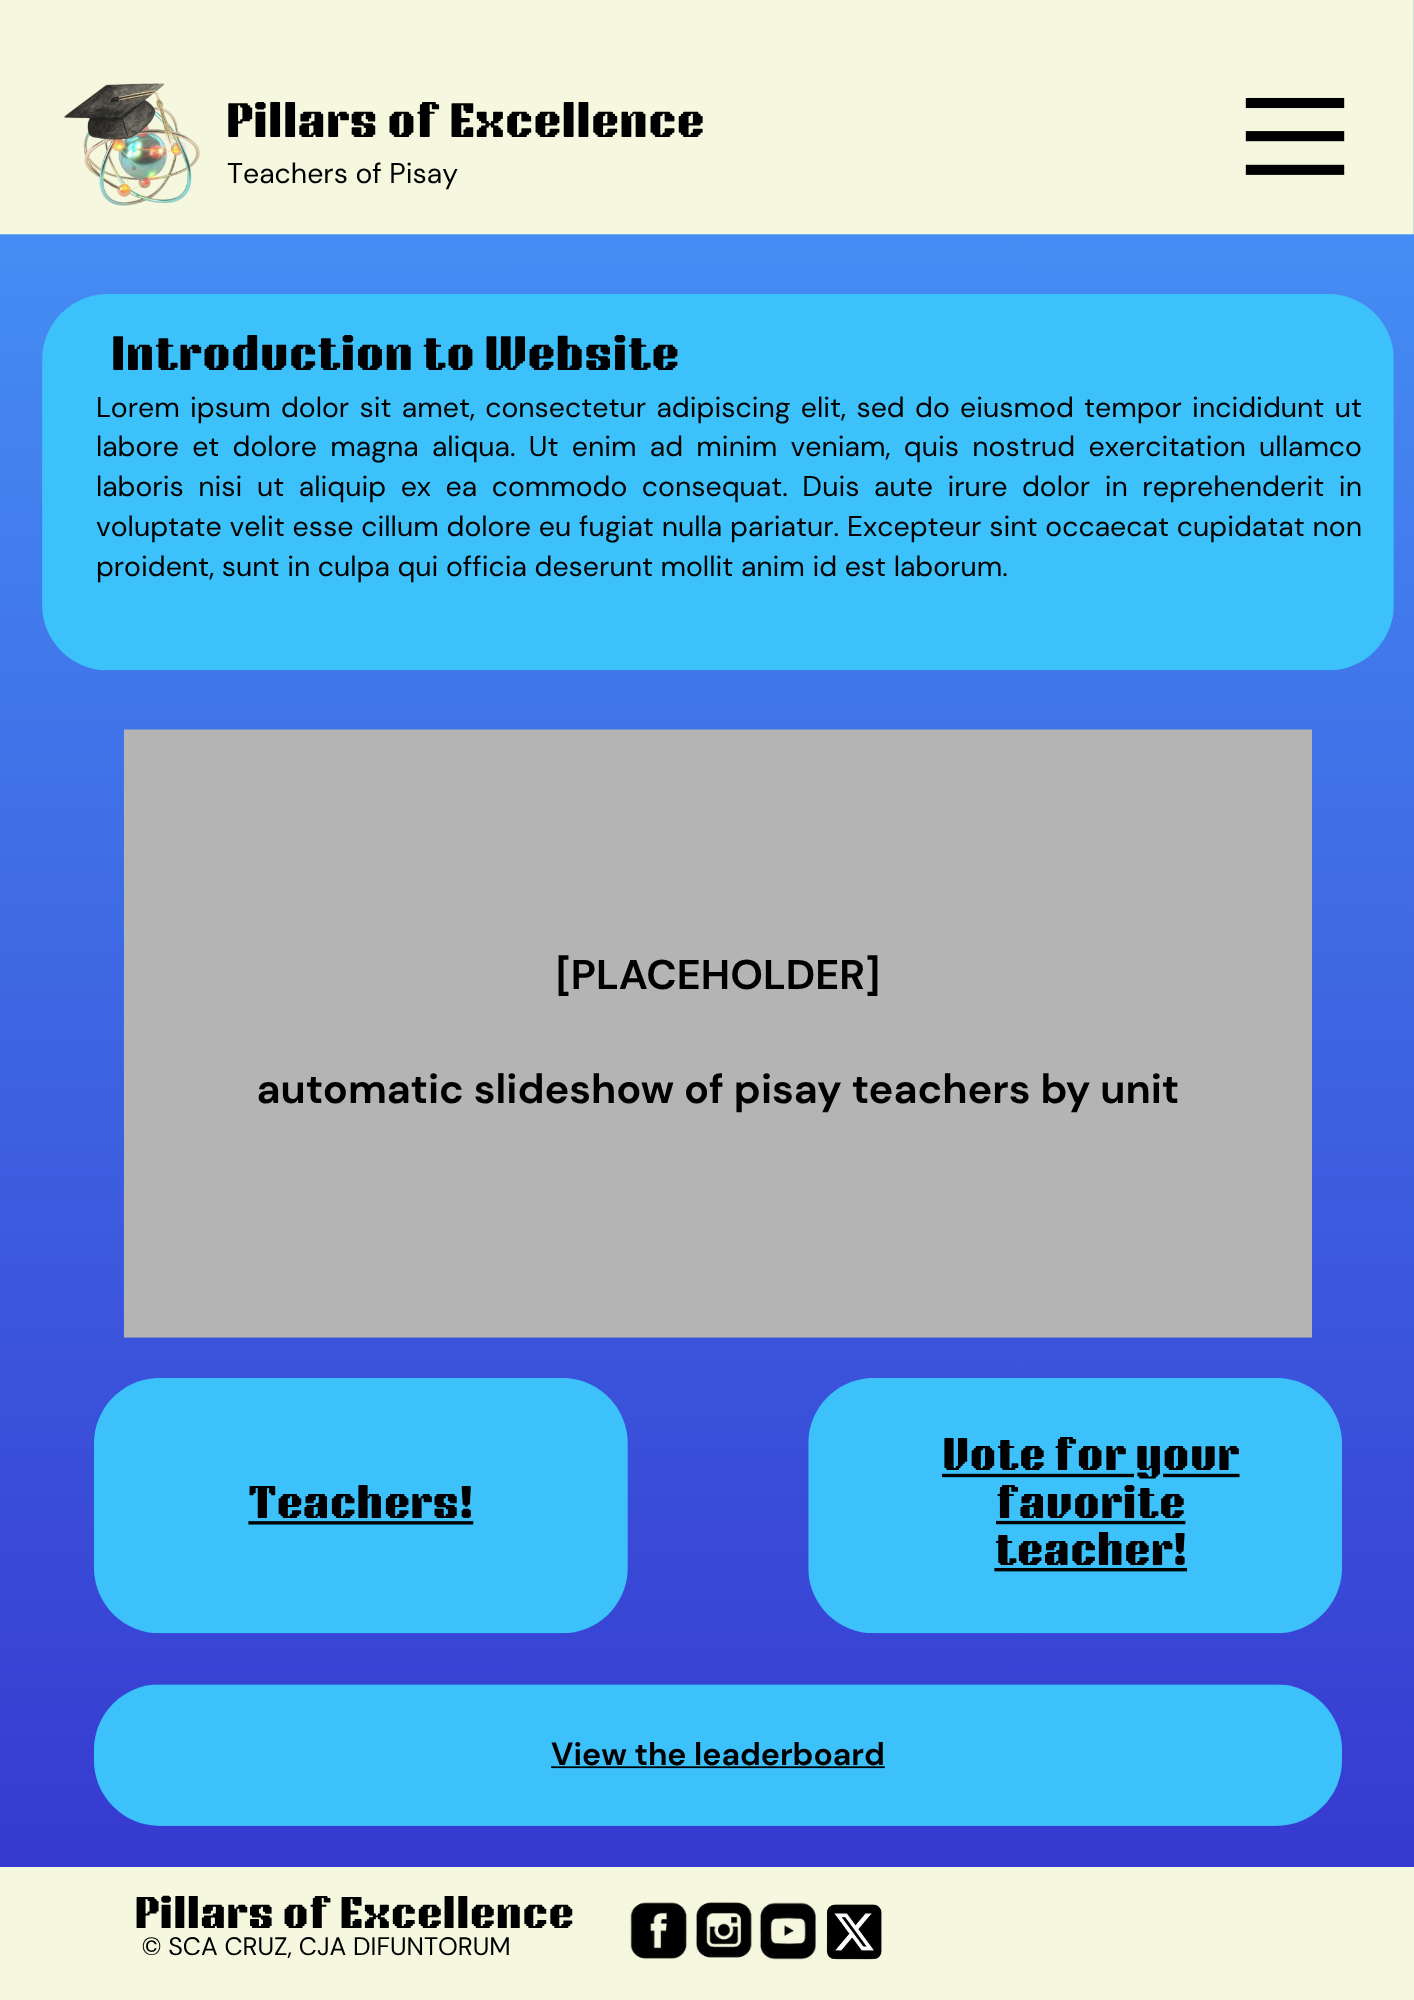 Pillars of Excellence
Teachers of Pisay
Introduction to Website
Lorem ipsum dolor sit amet, consectetur adipiscing elit, sed do eiusmod tempor incididunt ut
labore et dolore magna aliqua. Ut enim ad minim veniam, quis nostrud exercitation ullamco
laboris nisi ut aliquip ex ea commodo consequat. Duis aute irure dolor in reprehenderit in
voluptate velit esse cillum dolore eu fugiat nulla pariatur. Excepteur sint occaecat cupidatat non
proident, sunt in culpa qui officia deserunt mollit anim id est laborum.
[PLACEHOLDER]
automatic slideshow of pisay teachers by unit
Teachers!
Vote for your
favorite
teacher!
View the leaderboard
Pillars of Excellence
© SCA CRUZ, CJA DIFUNTORUM